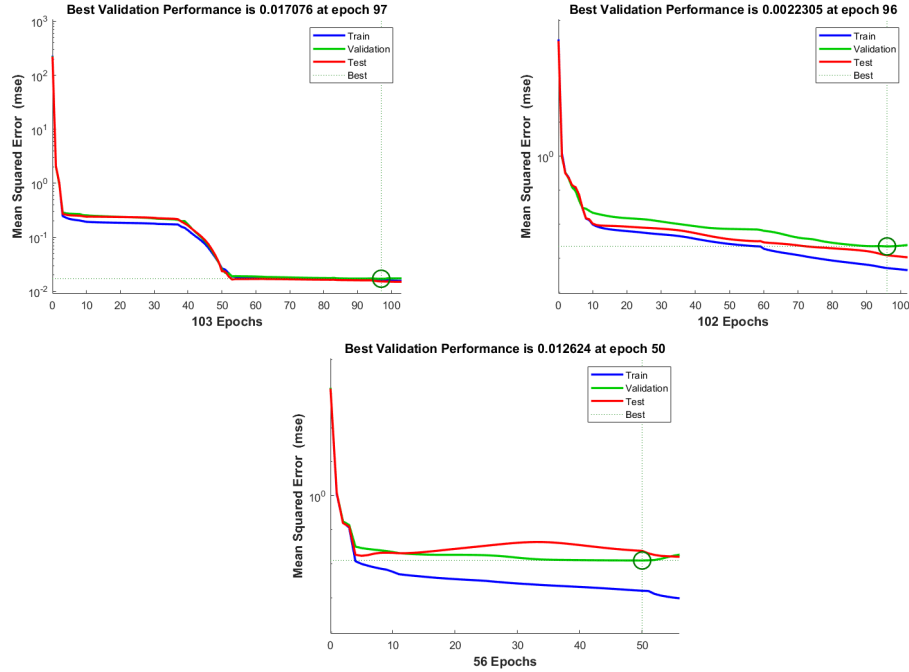 Best Validation Performance is 0.017076 at epoch 97
Mean Squared Error (mse)
10^3
10^2
10^1
10^0
10^-1
10^-2
Train
Validation
Test
Best
0 10 20 30 40 50 60 70 80 90 100
103 Epochs
Best Validation Performance is 0.0022305 at epoch 96
Mean Squared Error (mse)
10^0
Train
Validation
Test
Best
0 10 20 30 40 50 60 70 80 90 100
102 Epochs
Best Validation Performance is 0.012624 at epoch 50
Mean Squared Error (mse)
10^0
Train
Validation
Test
Best
0 10 20 30 40 50
56 Epochs